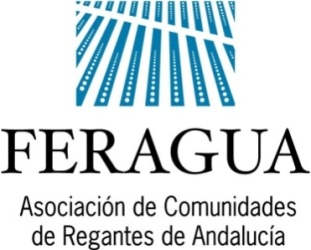 FERAGUA
Asociación de Comunidades
de Regantes de Andalucía